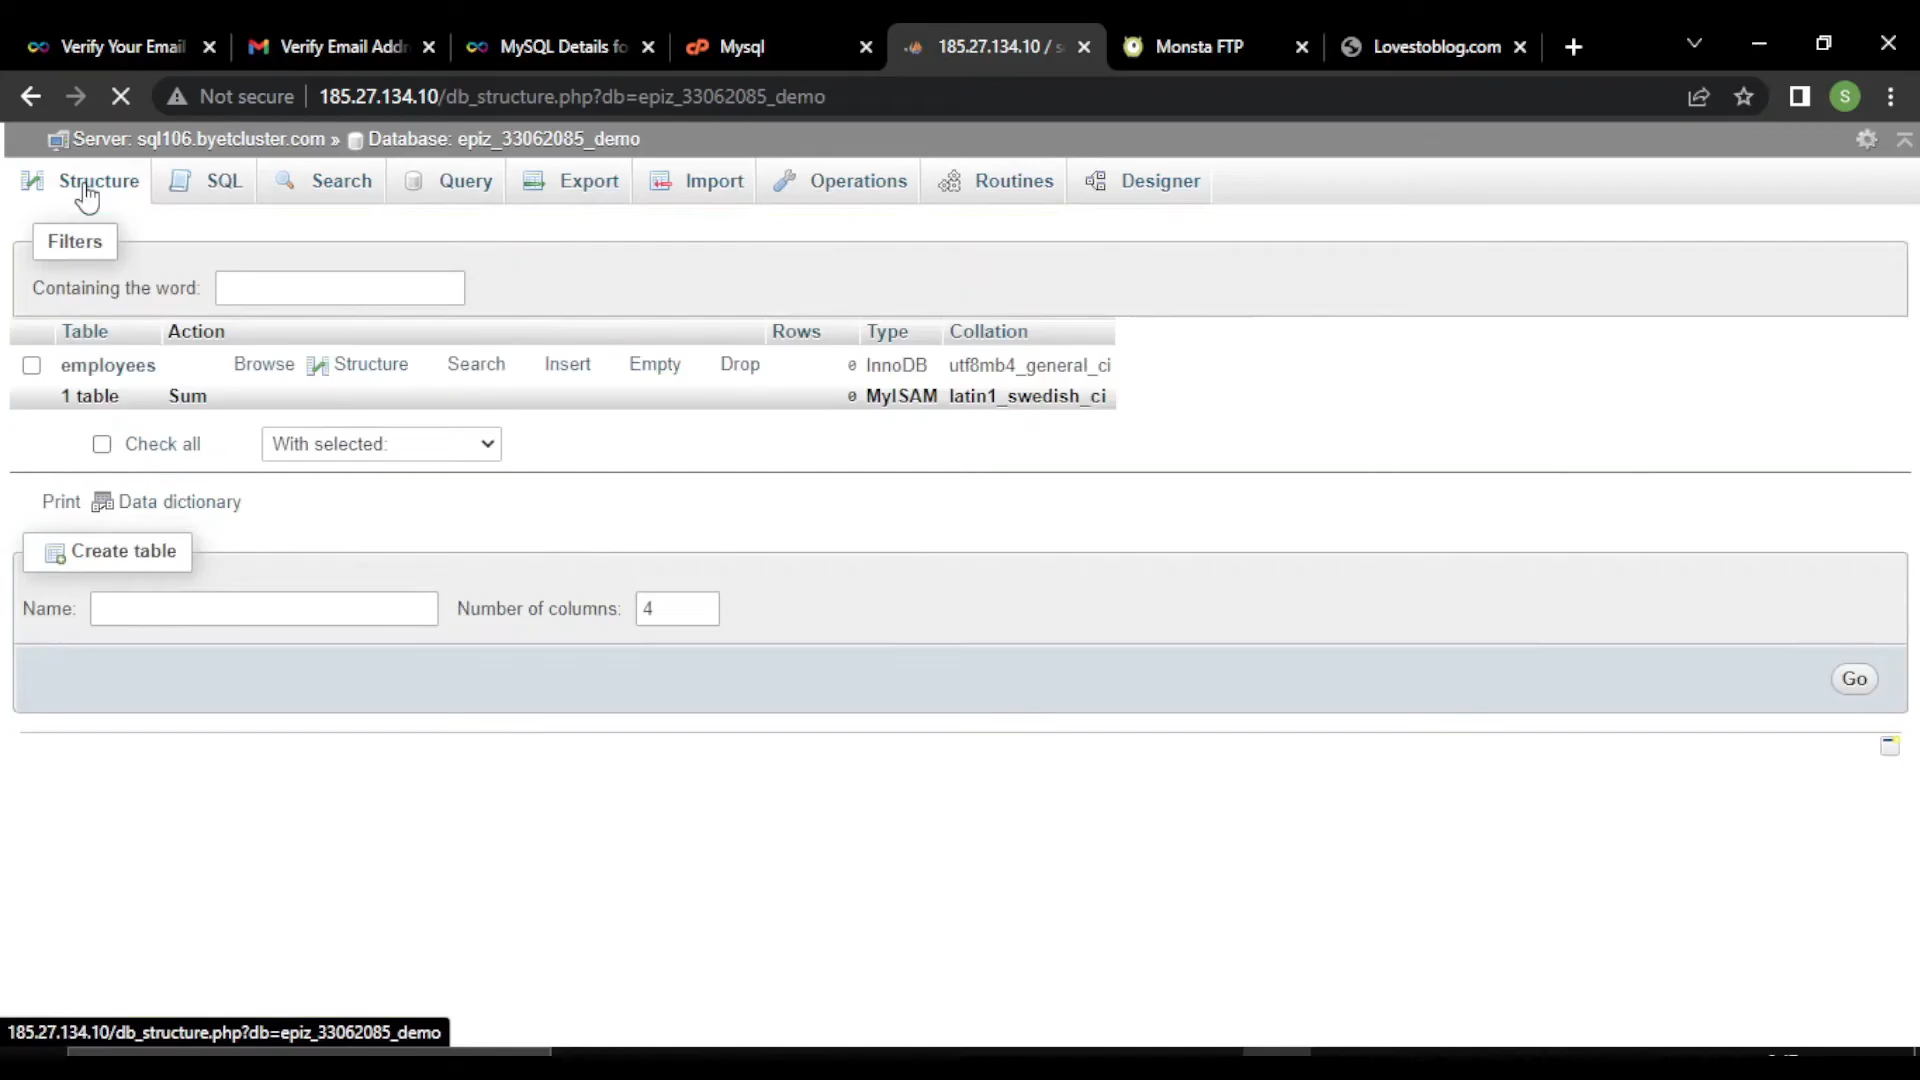 Verify Your Email
Verify Email Addr
MySQL Details fo
Mysql
185.27.134.10 / s
Monsta FTP
Lovestoblog.com
Not secure
185.27.134.10/db_structure.php?db=epiz_33062085_demo
S
Server: sql106.byetcluster.com » Database: epiz_33062085_demo
Structure SQL Search Query Export Import Operations Routines Designer
Filters
Containing the word:
Table Action Rows Type Collation
employees Browse Structure Search Insert Empty Drop 0 InnoDB utf8mb4_general_ci
1 table Sum 0 MyISAM latin1_swedish_ci
Check all With selected:
Print Data dictionary
Create table
Name: Number of columns: 4
Go
185.27.134.10/db_structure.php?db=epiz_33062085_demo